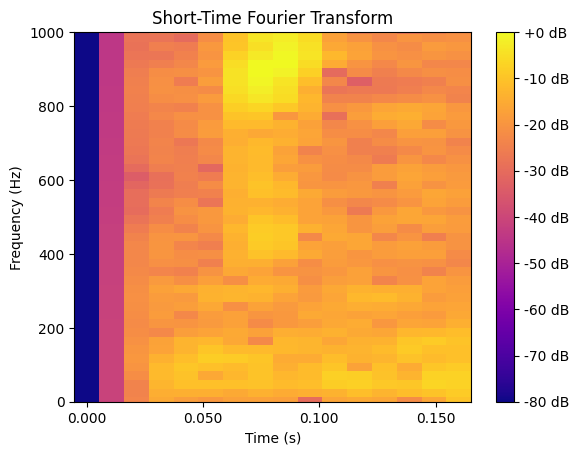 Short-Time Fourier Transform
Frequency (Hz)
1000
800
600
400
200
0
0.000
0.050
0.100
0.150
Time (s)
+0 dB
-10 dB
-20 dB
-30 dB
-40 dB
-50 dB
-60 dB
-70 dB
-80 dB